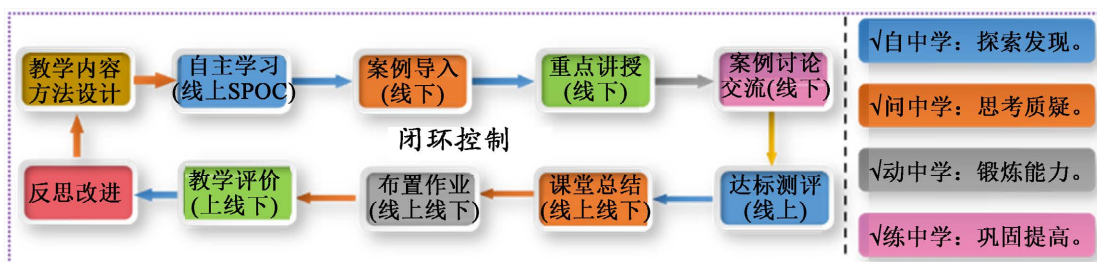 教学内容
方法设计
自主学习
(线上SPOC)
案例导入
(线下)
重点讲授
(线下)
案例讨论
交流(线下)
闭环控制
反思改进
教学评价
(上线下)
布置作业
(线上线下)
课堂总结
(线上线下)
达标测评
(线上)
√自中学：探索发现。
√问中学：思考质疑。
√动中学：锻炼能力。
√练中学：巩固提高。